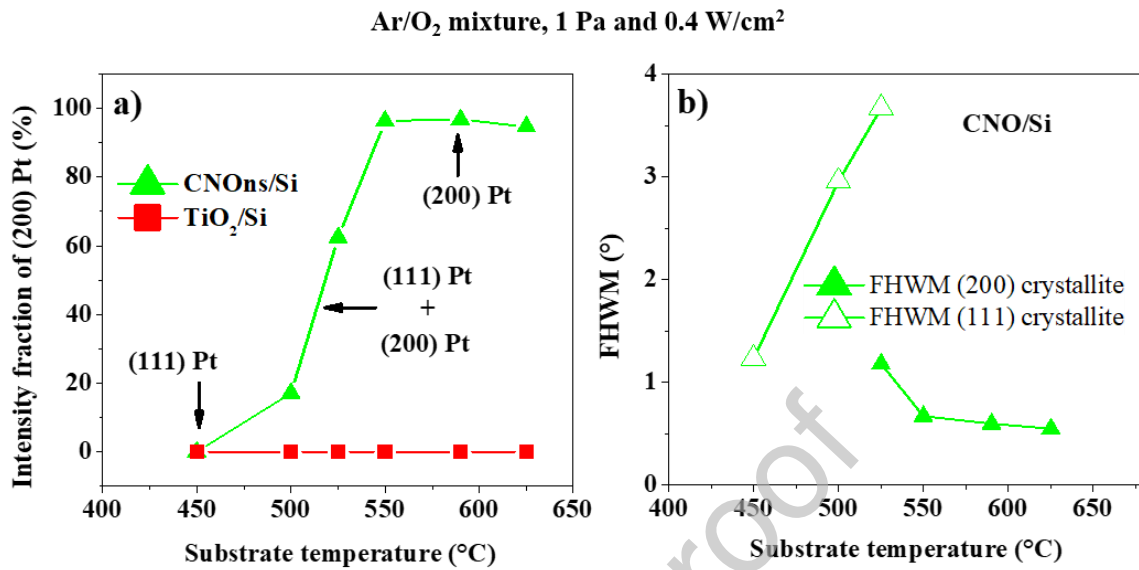 Ar/O₂ mixture, 1 Pa and 0.4 W/cm²
a)
Intensity fraction of (200) Pt (%)
100
80
60
40
20
0
CNOns/Si
TiO₂/Si
(200) Pt
(111) Pt
+
(200) Pt
(111) Pt
400 450 500 550 600 650
Substrate temperature (°C)
b)
CNO/Si
FHWM (°)
4
3
2
1
0
FHWM (200) crystallite
FHWM (111) crystallite
400 450 500 550 600 650
Substrate temperature (°C)
roof